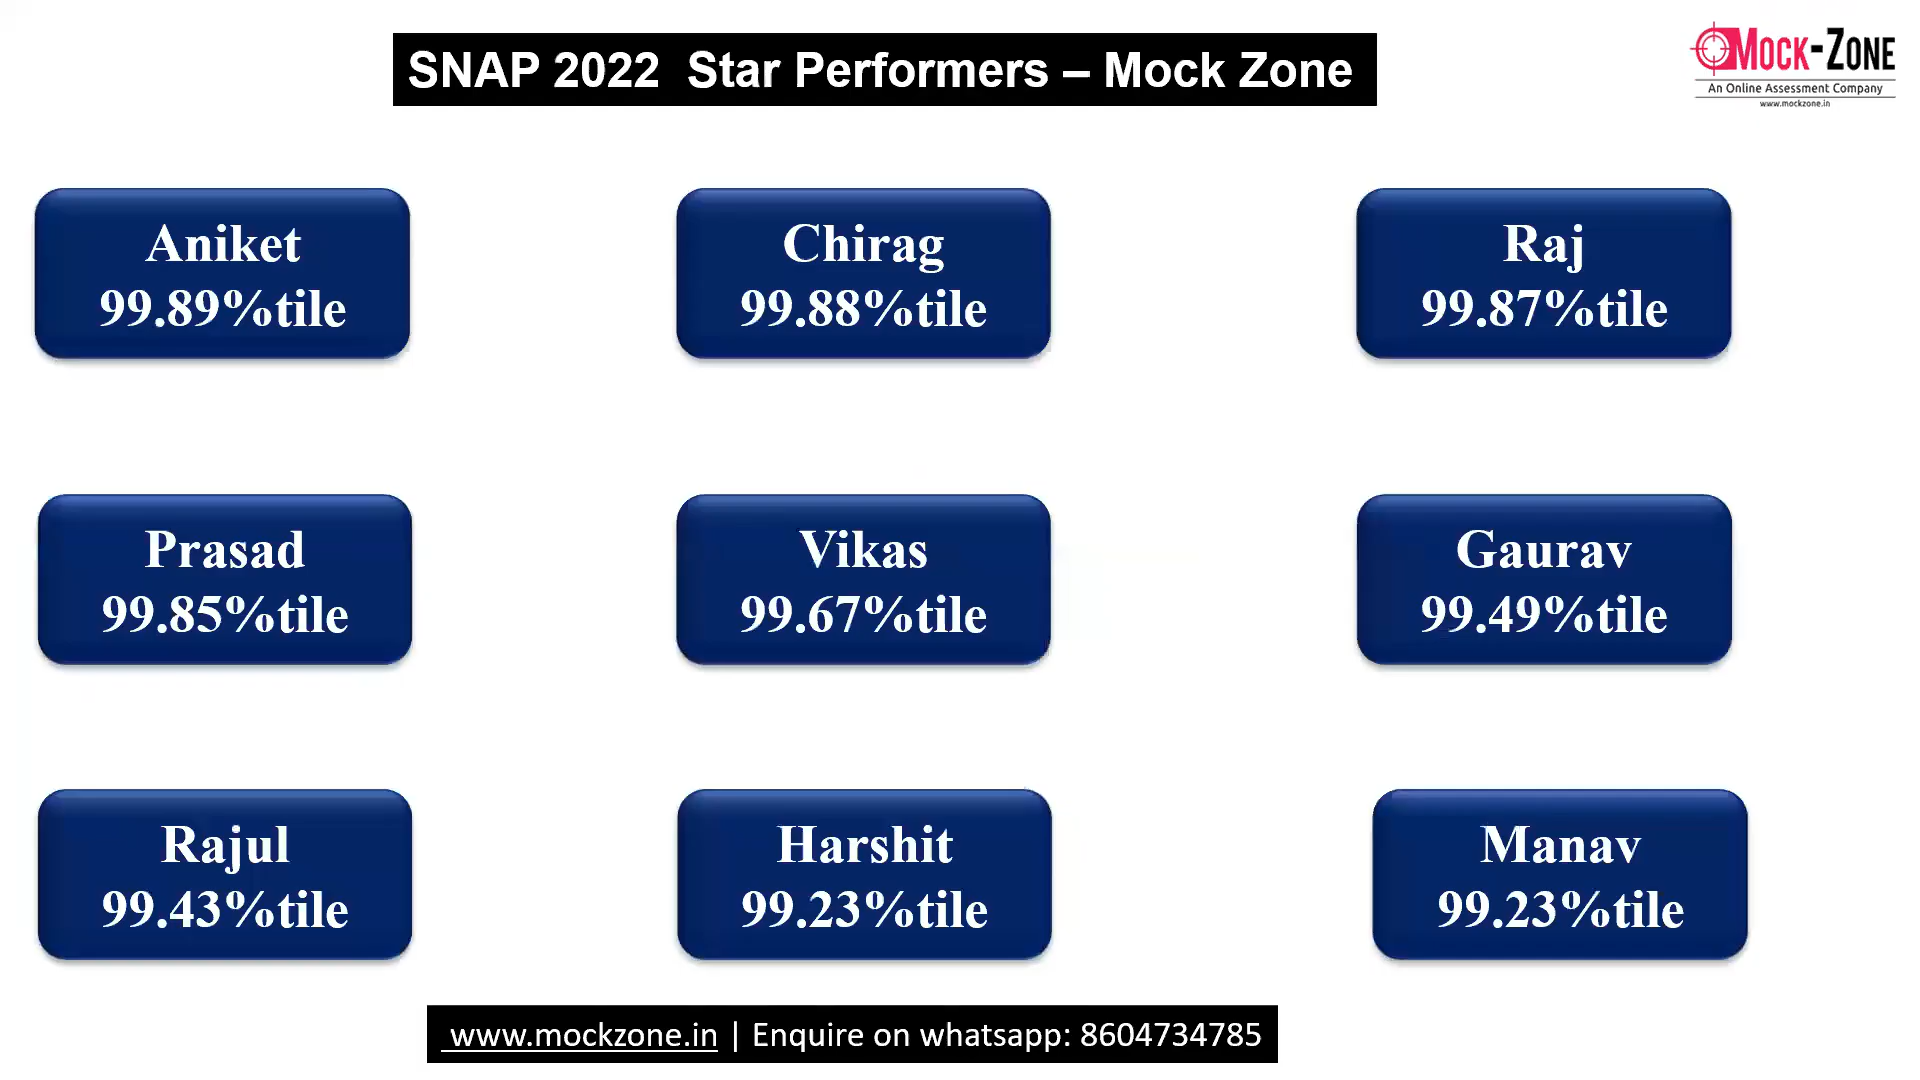 SNAP 2022 Star Performers – Mock Zone
MOCK-ZONE
An Online Assessment Company
www.mockzone.in
Aniket
99.89%tile
Chirag
99.88%tile
Raj
99.87%tile
Prasad
99.85%tile
Vikas
99.67%tile
Gaurav
99.49%tile
Rajul
99.43%tile
Harshit
99.23%tile
Manav
99.23%tile
www.mockzone.in | Enquire on whatsapp: 8604734785